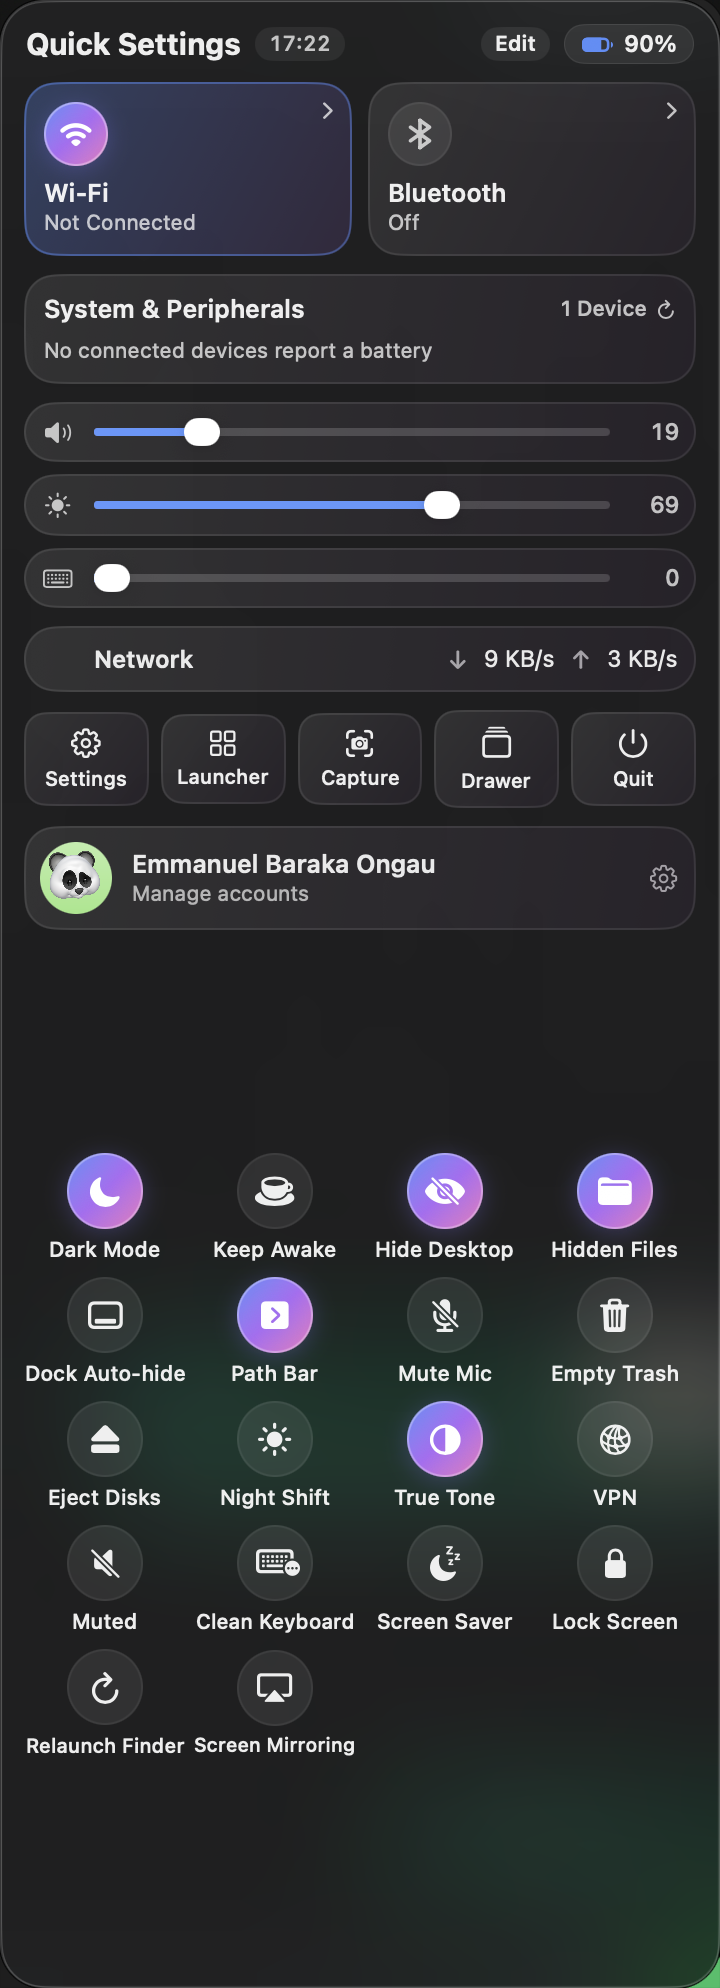 Quick Settings 17:22 Edit 90%
Wi-Fi
Not Connected
Bluetooth
Off
System & Peripherals 1 Device
No connected devices report a battery
19
69
0
Network 9 KB/s 3 KB/s
Settings Launcher Capture Drawer Quit
Emmanuel Baraka Ongau
Manage accounts
Dark Mode Keep Awake Hide Desktop Hidden Files
Dock Auto-hide Path Bar Mute Mic Empty Trash
Eject Disks Night Shift True Tone VPN
Muted Clean Keyboard Screen Saver Lock Screen
Relaunch Finder Screen Mirroring